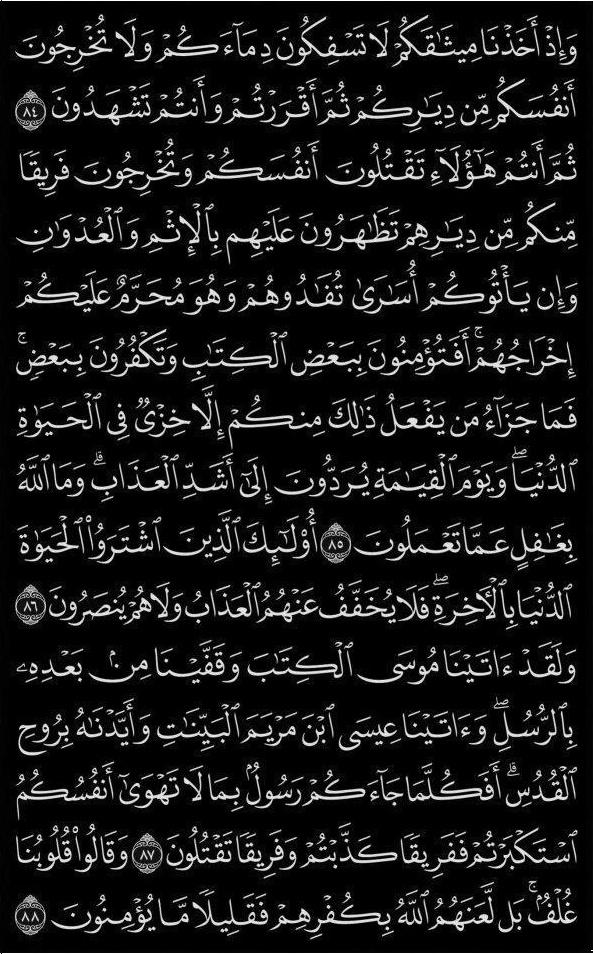 وَإِذْ أَخَذْنَا مِيثَٰقَكُمْ لَا تَسْفِكُونَ دِمَآءَكُمْ وَلَا تُخْرِجُونَ
أَنفُسَكُم مِّن دِيَٰرِكُمْ ثُمَّ أَقْرَرْتُمْ وَأَنتُمْ تَشْهَدُونَ ٨٤
ثُمَّ أَنتُمْ هَٰٓؤُلَآءِ تَقْتُلُونَ أَنفُسَكُمْ وَتُخْرِجُونَ فَرِيقًا
مِّنكُم مِّن دِيَٰرِهِمْ تَظَٰهَرُونَ عَلَيْهِم بِٱلْإِثْمِ وَٱلْعُدْوَٰنِ
وَإِن يَأْتُوكُمْ أُسَٰرَىٰ تُفَٰدُوهُمْ وَهُوَ مُحَرَّمٌ عَلَيْكُمْ
إِخْرَاجُهُمْ ۚ أَفَتُؤْمِنُونَ بِبَعْضِ ٱلْكِتَٰبِ وَتَكْفُرُونَ بِبَعْضٍ ۚ
فَمَا جَزَآءُ مَن يَفْعَلُ ذَٰلِكَ مِنكُمْ إِلَّا خِزْىٌ فِى ٱلْحَيَوٰةِ
ٱلدُّنْيَا ۖ وَيَوْمَ ٱلْقِيَٰمَةِ يُرَدُّونَ إِلَىٰٓ أَشَدِّ ٱلْعَذَابِ ۗ وَمَا ٱللَّهُ
بِغَٰفِلٍ عَمَّا تَعْمَلُونَ ٨٥ أُو۟لَٰٓئِكَ ٱلَّذِينَ ٱشْتَرَوُا۟ ٱلْحَيَوٰةَ
ٱلدُّنْيَا بِٱلْءَاخِرَةِ ۖ فَلَا يُخَفَّفُ عَنْهُمُ ٱلْعَذَابُ وَلَا هُمْ يُنصَرُونَ ٨٦
وَلَقَدْ ءَاتَيْنَا مُوسَى ٱلْكِتَٰبَ وَقَفَّيْنَا مِنۢ بَعْدِهِۦ
بِٱلرُّسُلِ ۖ وَءَاتَيْنَا عِيسَى ٱبْنَ مَرْيَمَ ٱلْبَيِّنَٰتِ وَأَيَّدْنَٰهُ بِرُوحِ
ٱلْقُدُسِ ۗ أَفَكُلَّمَا جَآءَكُمْ رَسُولٌۢ بِمَا لَا تَهْوَىٰٓ أَنفُسُكُمُ
ٱسْتَكْبَرْتُمْ فَفَرِيقًا كَذَّبْتُمْ وَفَرِيقًا تَقْتُلُونَ ٨٧ وَقَالُوا۟ قُلُوبُنَا
غُلْفٌۢ ۚ بَل لَّعَنَهُمُ ٱللَّهُ بِكُفْرِهِمْ فَقَلِيلًا مَّا يُؤْمِنُونَ ٨٨